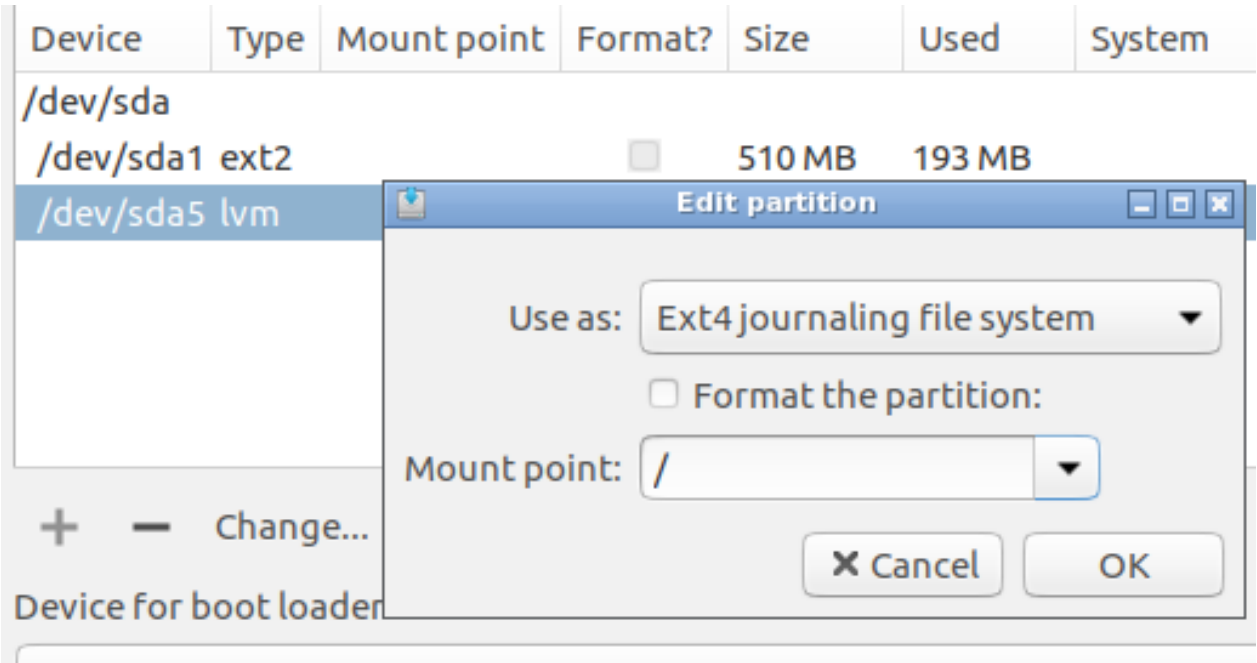 Device Type Mount point Format? Size Used System
/dev/sda
/dev/sda1 ext2 510 MB 193 MB
/dev/sda5 lvm
Edit partition
Use as: Ext4 journaling file system
Format the partition:
Mount point: /
+ − Change...
Cancel OK
Device for boot loader